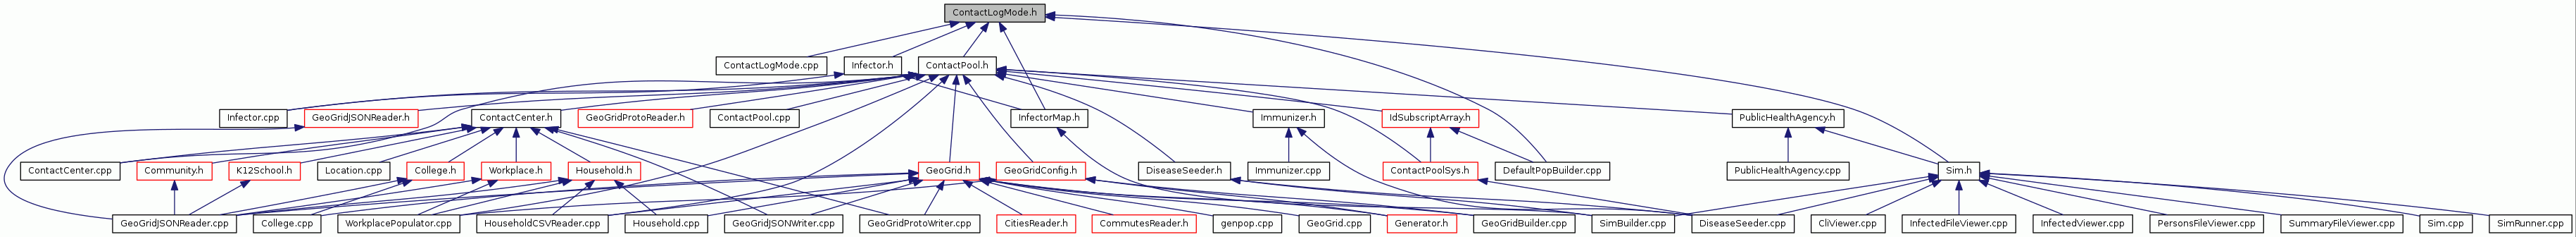 ContactLogMode.h
ContactLogMode.cpp
Infector.h
ContactPool.h
Infector.cpp
GeoGridJSONReader.h
ContactCenter.h
GeoGridProtoReader.h
ContactPool.cpp
InfectorMap.h
Immunizer.h
IdSubscriptArray.h
PublicHealthAgency.h
ContactCenter.cpp
Community.h
K12School.h
Location.cpp
College.h
Workplace.h
Household.h
GeoGrid.h
GeoGridConfig.h
DiseaseSeeder.h
Immunizer.cpp
ContactPoolSys.h
DefaultPopBuilder.cpp
PublicHealthAgency.cpp
Sim.h
GeoGridJSONReader.cpp
College.cpp
WorkplacePopulator.cpp
HouseholdCSVReader.cpp
Household.cpp
GeoGridJSONWriter.cpp
GeoGridProtoWriter.cpp
CitiesReader.h
CommutesReader.h
genpop.cpp
GeoGrid.cpp
Generator.h
GeoGridBuilder.cpp
SimBuilder.cpp
DiseaseSeeder.cpp
CliViewer.cpp
InfectedFileViewer.cpp
InfectedViewer.cpp
PersonsFileViewer.cpp
SummaryFileViewer.cpp
Sim.cpp
SimRunner.cpp